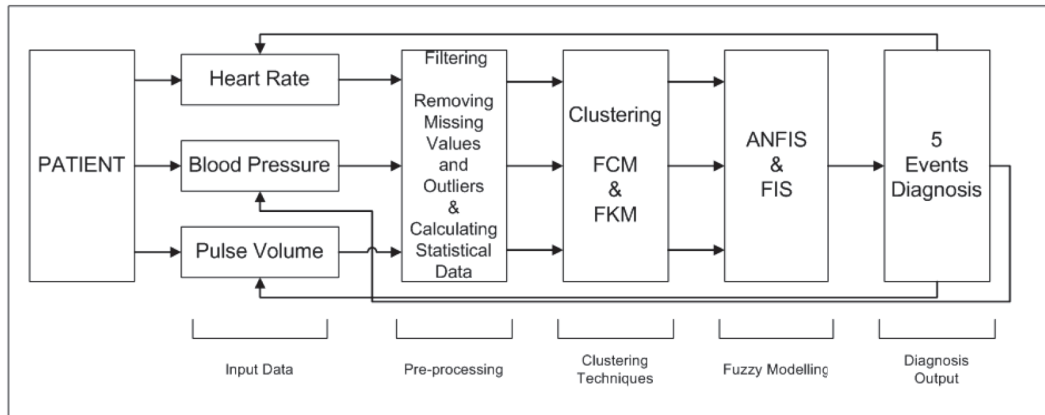 PATIENT
Heart Rate
Blood Pressure
Pulse Volume
Filtering
Removing
Missing
Values
and
Outliers
&
Calculating
Statistical
Data
Clustering
FCM
&
FKM
ANFIS
&
FIS
5
Events
Diagnosis
Input Data
Pre-processing
Clustering
Techniques
Fuzzy Modelling
Diagnosis
Output